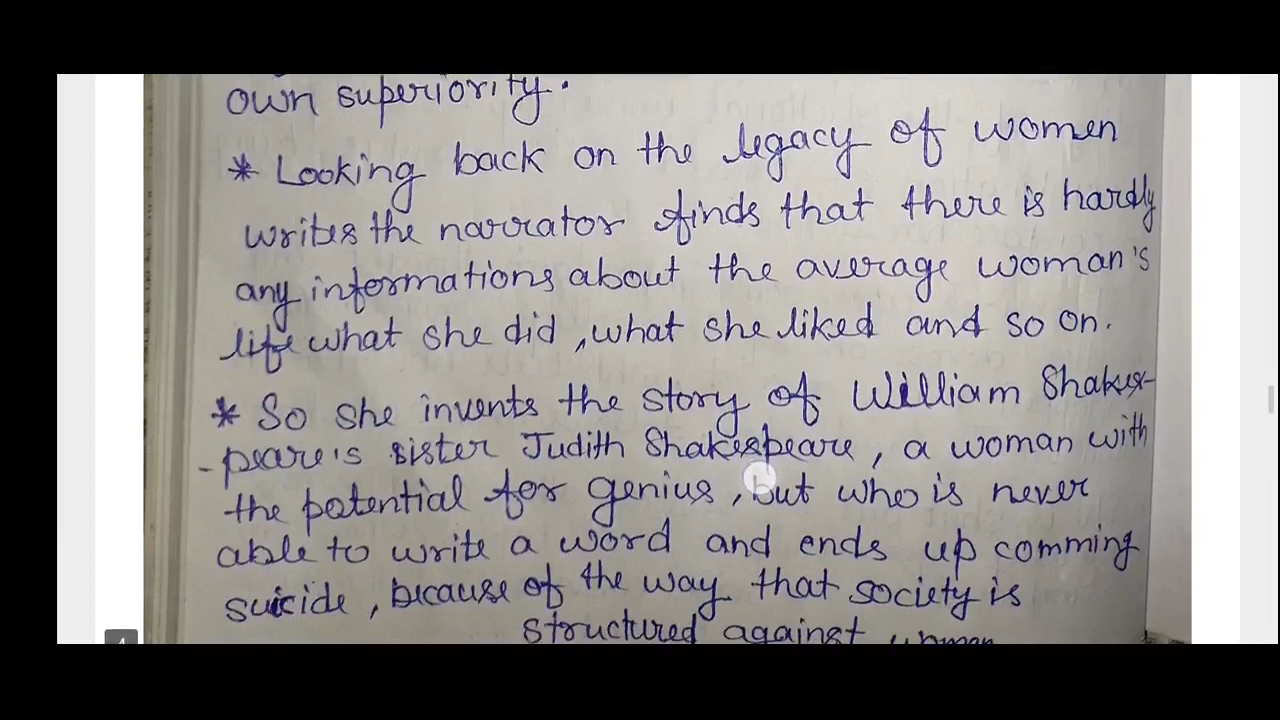 own superiority.
* Looking back on the legacy of women
writes the narrator finds that there is hardly
any informations about the average woman's
life what she did, what she liked and so on.
* So she invents the story of William Shakes-
-peare's sister Judith Shakespeare, a woman with
the potential for genius, but who is never
able to write a word and ends up comming
suicide, because of the way that society is
structured against woman